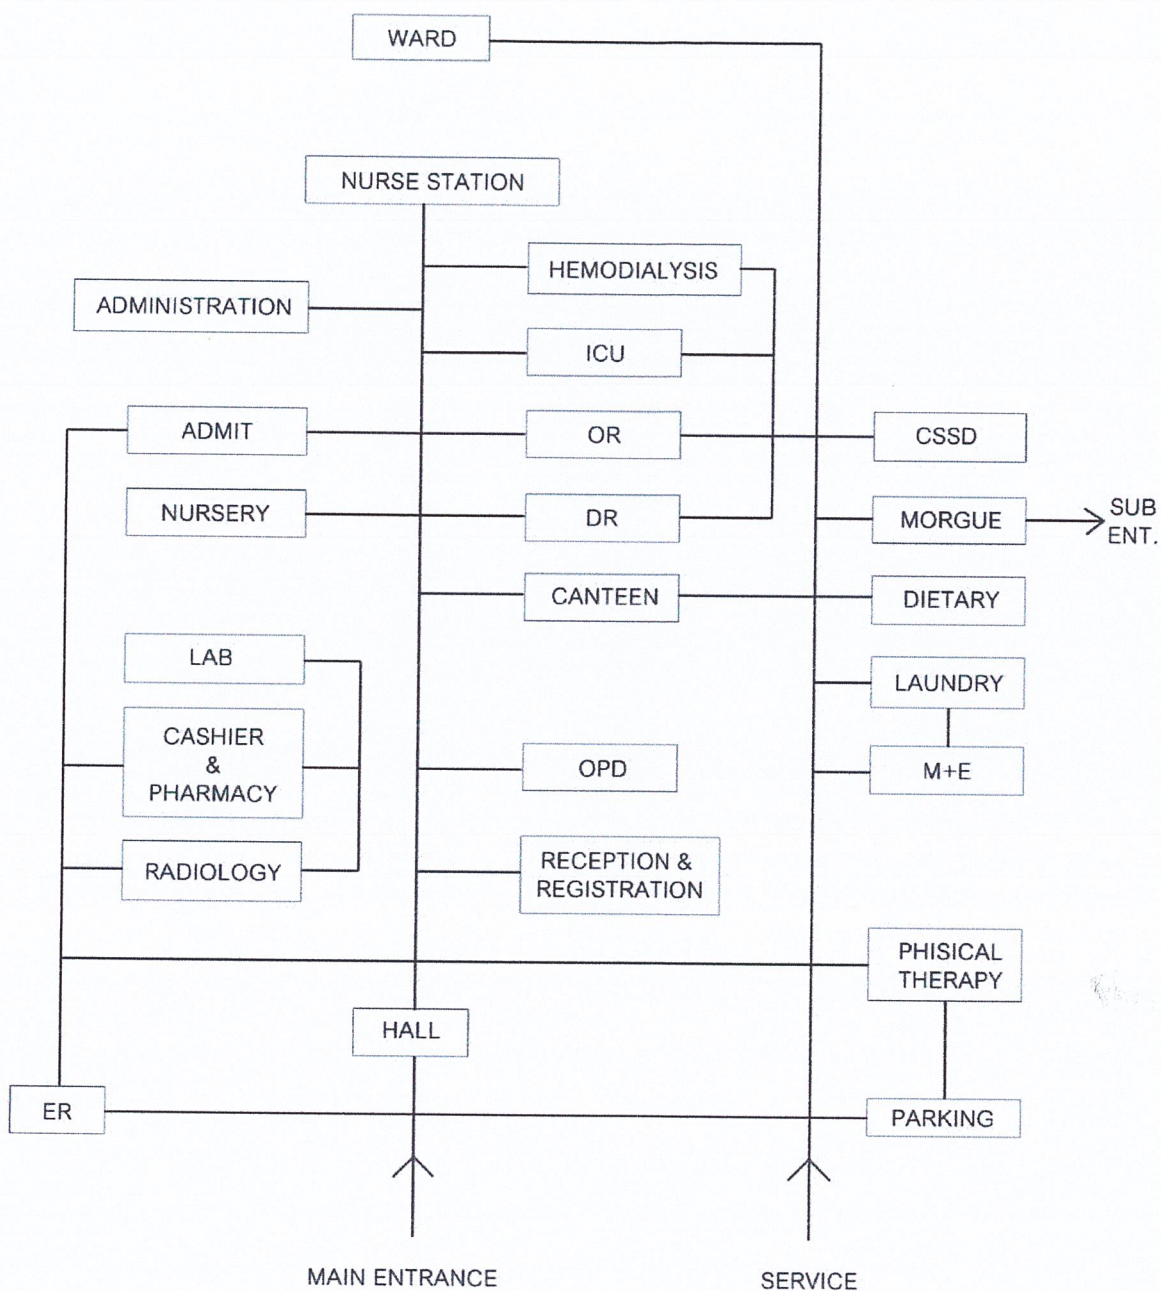 WARD
NURSE STATION
HEMODIALYSIS
ADMINISTRATION
ICU
ADMIT
OR
CSSD
NURSERY
DR
MORGUE
SUB
ENT.
CANTEEN
DIETARY
LAB
LAUNDRY
CASHIER
&
PHARMACY
OPD
M+E
RADIOLOGY
RECEPTION &
REGISTRATION
PHISICAL
THERAPY
HALL
ER
PARKING
MAIN ENTRANCE
SERVICE